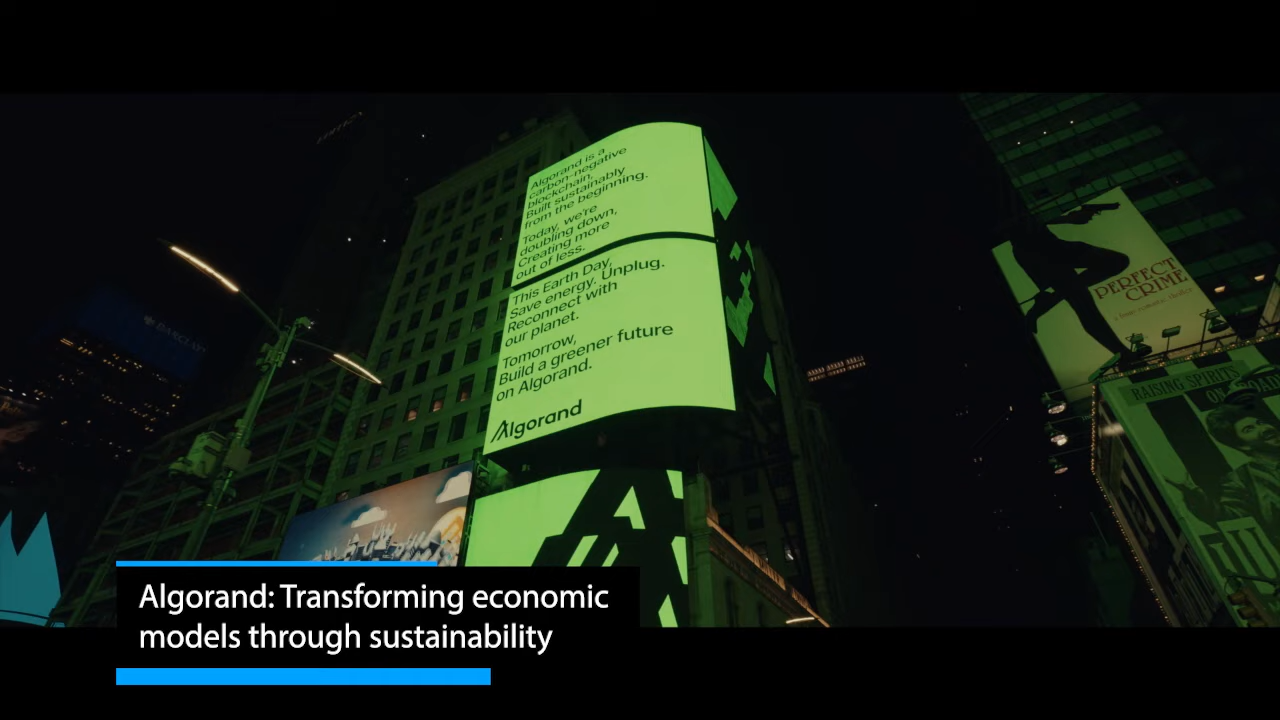 Algorand is a
carbon-negative
blockchain.
Built sustainably
from the beginning.
Today, we're
doubling down,
Creating more
out of less.
This Earth Day,
Save energy. Unplug.
Reconnect with
our planet.
Tomorrow,
Build a greener future
on Algorand.
Algorand
BARCLAYS
PERFECT
CRIME
RAISING SPIRITS
Algorand: Transforming economic
models through sustainability